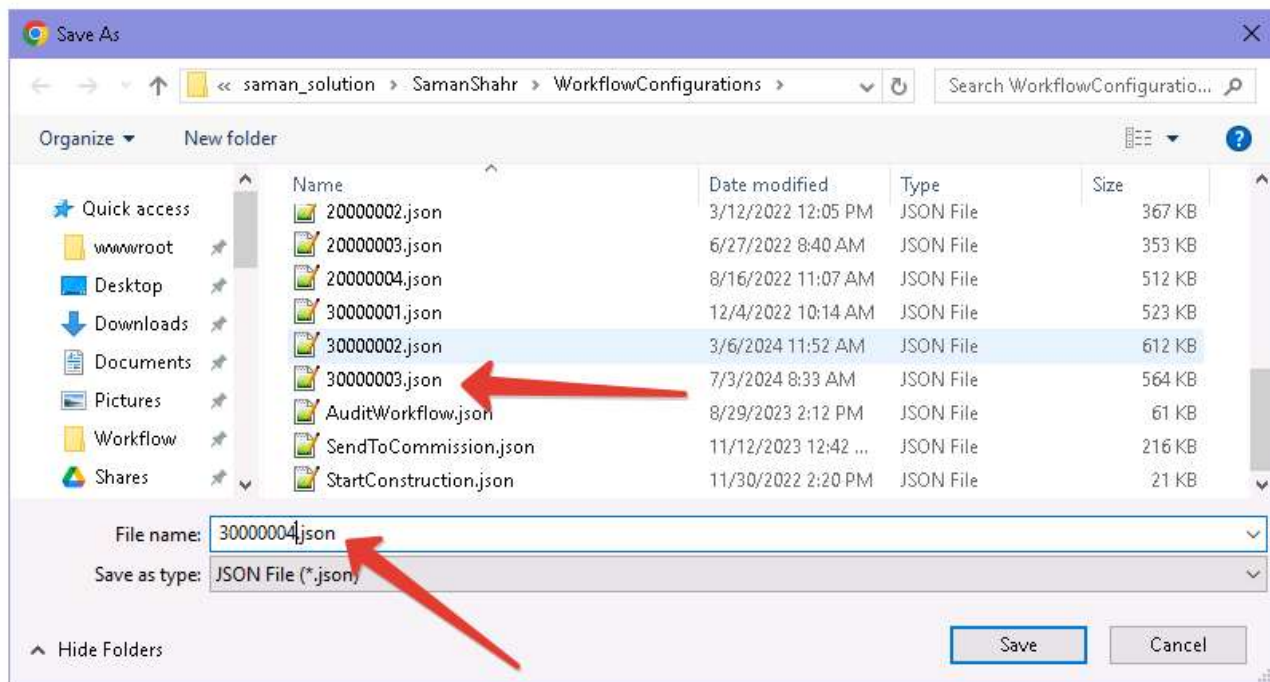 Save As
« saman_solution > SamanShahr > WorkflowConfigurations >
Search WorkflowConfiguratio...
Organize
New folder
Name Date modified Type Size
Quick access
wwwroot
Desktop
Downloads
Documents
Pictures
Workflow
Shares
20000002.json 3/12/2022 12:05 PM JSON File 367 KB
20000003.json 6/27/2022 8:40 AM JSON File 353 KB
20000004.json 8/16/2022 11:07 AM JSON File 512 KB
30000001.json 12/4/2022 10:14 AM JSON File 523 KB
30000002.json 3/6/2024 11:52 AM JSON File 612 KB
30000003.json 7/3/2024 8:33 AM JSON File 564 KB
AuditWorkflow.json 8/29/2023 2:12 PM JSON File 61 KB
SendToCommission.json 11/12/2023 12:42 ... JSON File 216 KB
StartConstruction.json 11/30/2022 2:20 PM JSON File 21 KB
File name: 30000004.json
Save as type: JSON File (*.json)
Hide Folders
Save
Cancel